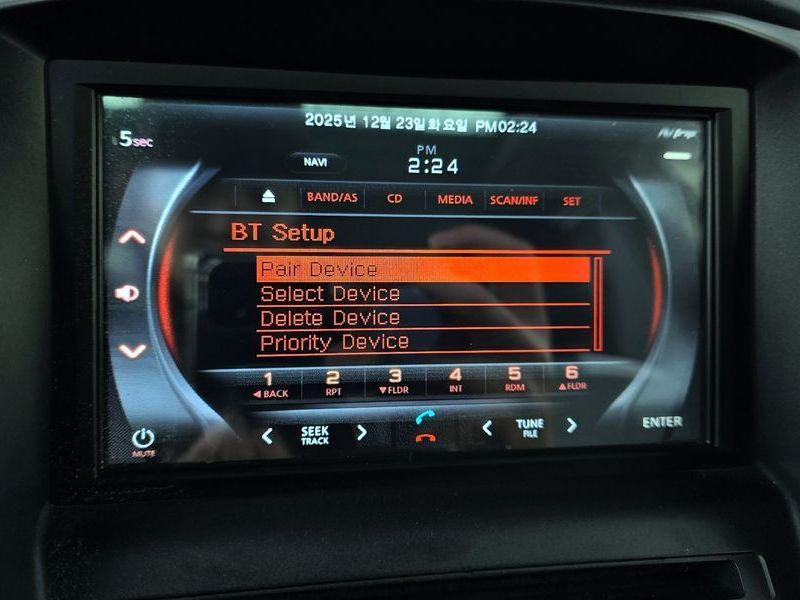 2025년 12월 23일화요일 PM02:24
5sec
NAVI
PM
2:24
BAND/AS CD MEDIA SCAN/INF SET
BT Setup
Pair Device
Select Device
Delete Device
Priority Device
1 2 3 4 5 6
◀BACK RPT ▼FLDR INT RDM ▲FLDR
SEEK TRACK
TUNE FILE
ENTER
MUTE